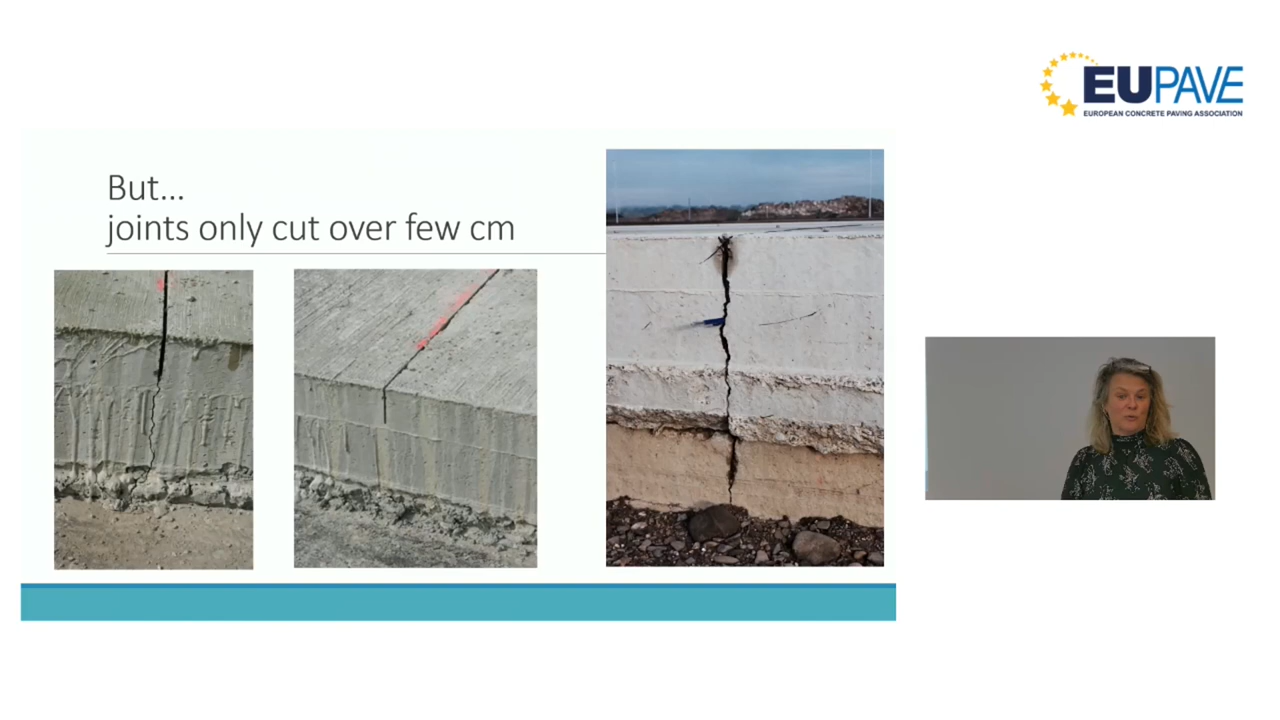 EUPAVE
EUROPEAN CONCRETE PAVING ASSOCIATION
But...
joints only cut over few cm